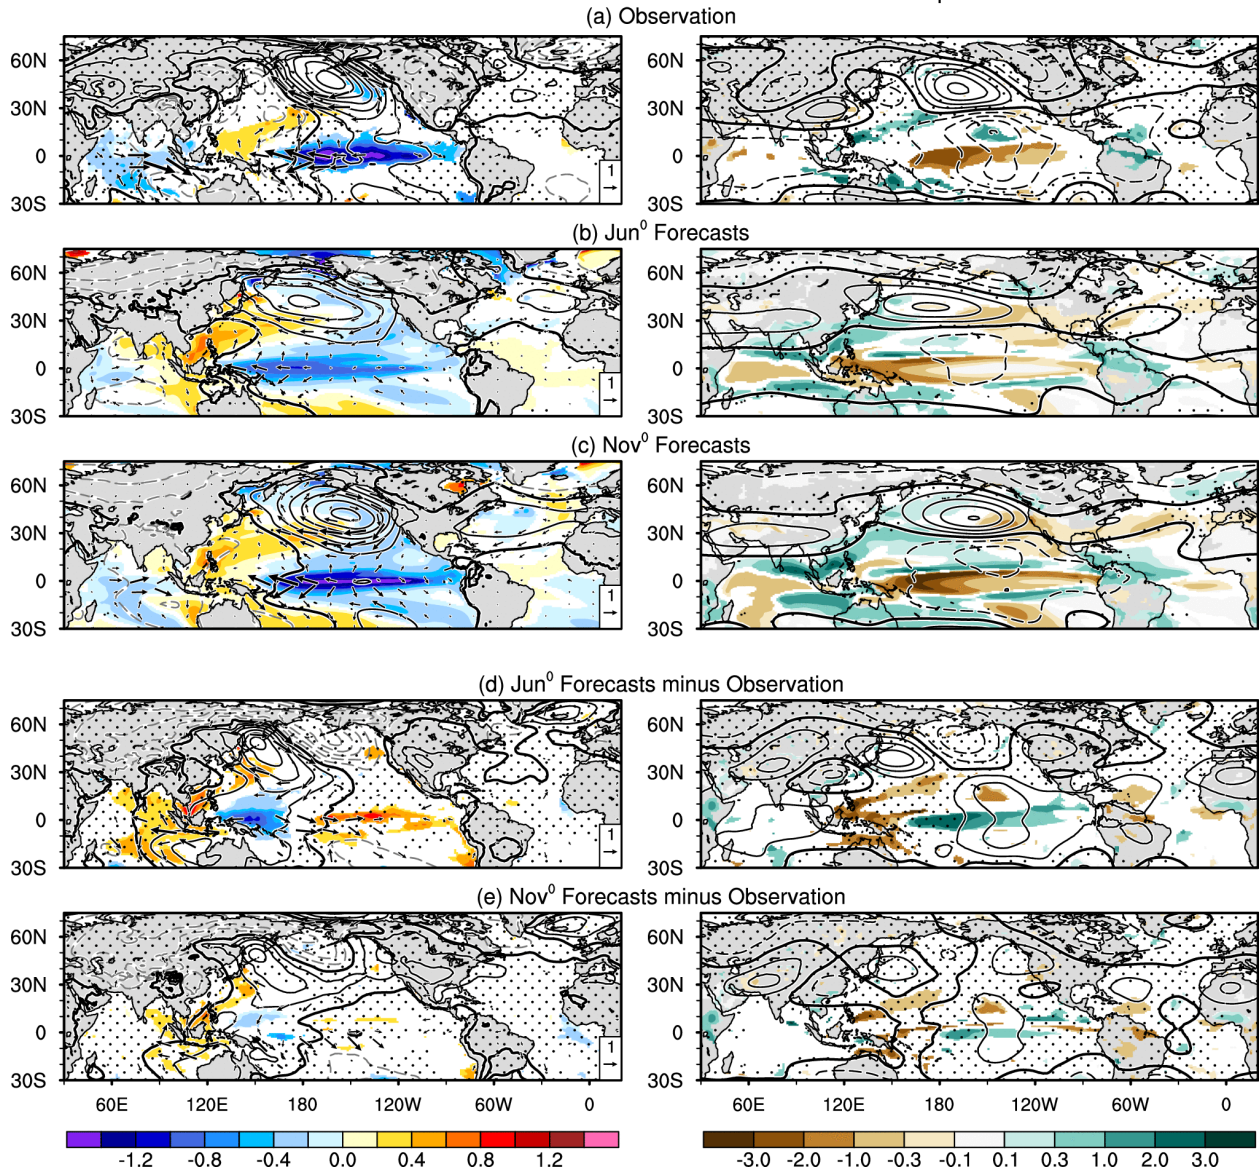 (a) Observation
60N 60N
30N 30N
0 0
30S 1 30S
(b) Jun⁰ Forecasts
60N 60N
30N 30N
0 0
30S 1 30S
(c) Nov⁰ Forecasts
60N 60N
30N 30N
0 0
30S 1 30S
(d) Jun⁰ Forecasts minus Observation
60N 60N
30N 30N
0 0
30S 1 30S
(e) Nov⁰ Forecasts minus Observation
60N 60N
30N 30N
0 0
30S 1 30S
60E 120E 180 120W 60W 0 60E 120E 180 120W 60W 0
-1.2 -0.8 -0.4 0.0 0.4 0.8 1.2 -3.0 -2.0 -1.0 -0.3 -0.1 0.1 0.3 1.0 2.0 3.0